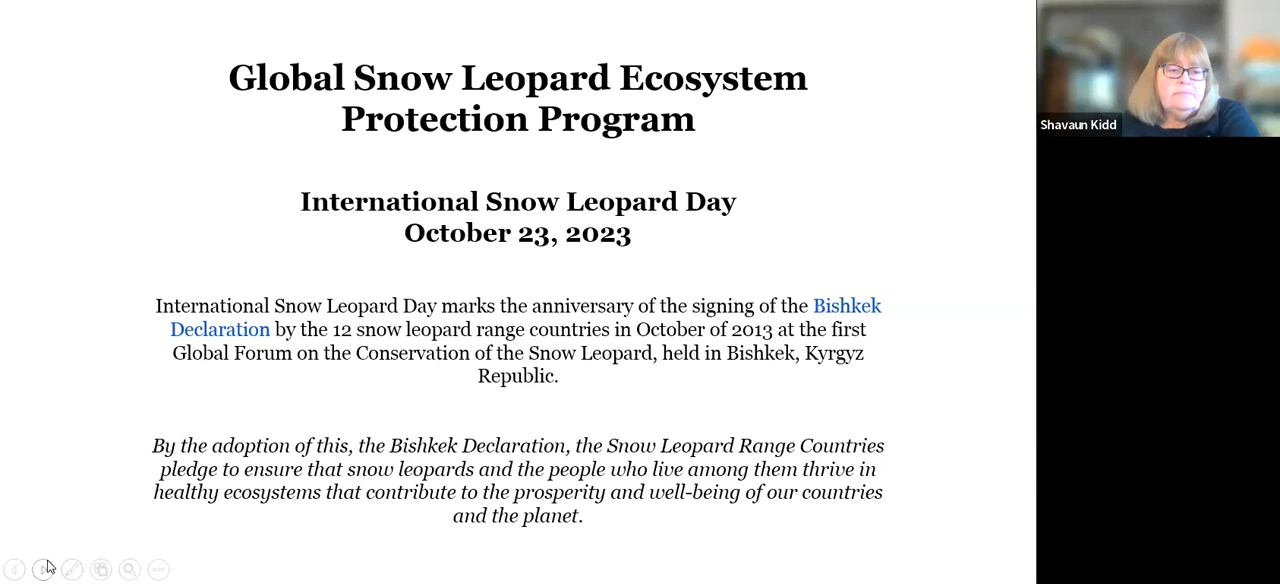 Global Snow Leopard Ecosystem
Protection Program
International Snow Leopard Day
October 23, 2023
International Snow Leopard Day marks the anniversary of the signing of the Bishkek
Declaration by the 12 snow leopard range countries in October of 2013 at the first
Global Forum on the Conservation of the Snow Leopard, held in Bishkek, Kyrgyz
Republic.
By the adoption of this, the Bishkek Declaration, the Snow Leopard Range Countries
pledge to ensure that snow leopards and the people who live among them thrive in
healthy ecosystems that contribute to the prosperity and well-being of our countries
and the planet.
Shavaun Kidd